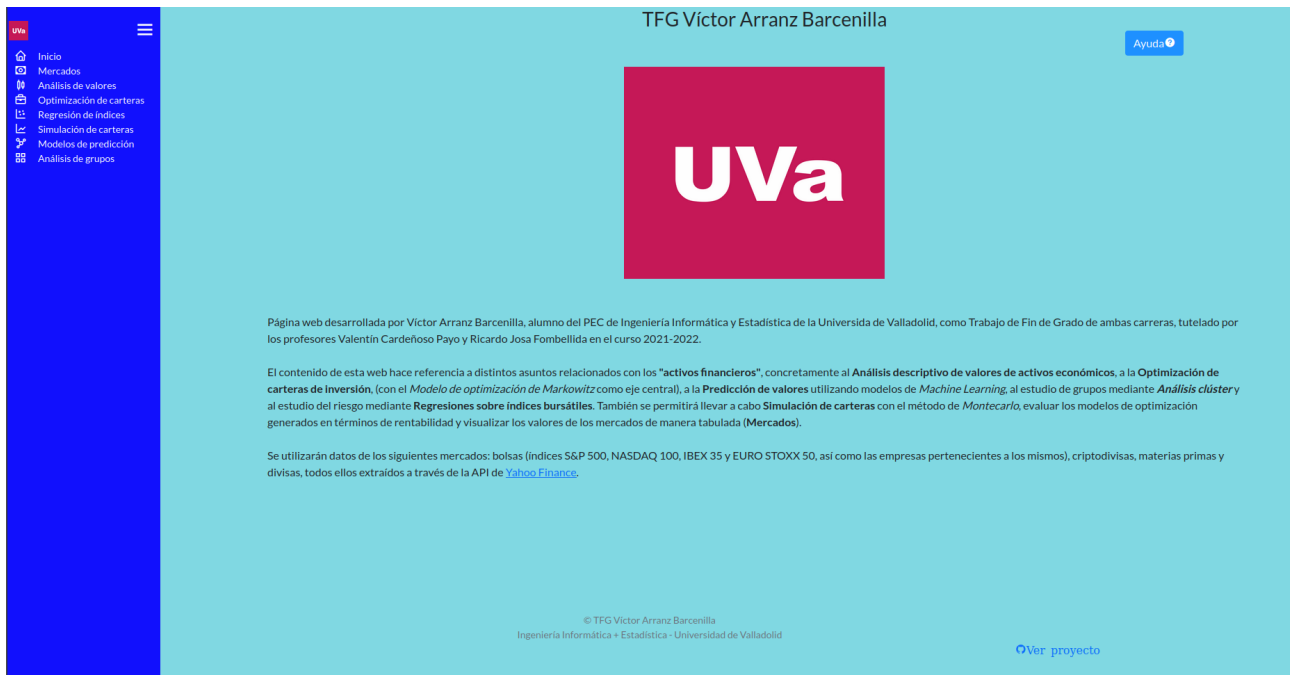 TFG Víctor Arranz Barcenilla
Ayuda
UVa
Inicio
Mercados
Análisis de valores
Optimización de carteras
Regresión de índices
Simulación de carteras
Modelos de predicción
Análisis de grupos
UVa
Página web desarrollada por Víctor Arranz Barcenilla, alumno del PEC de Ingeniería Informática y Estadística de la Universida de Valladolid, como Trabajo de Fin de Grado de ambas carreras, tutelado por
los profesores Valentín Cardeñoso Payo y Ricardo Josa Fombellida en el curso 2021-2022.
El contenido de esta web hace referencia a distintos asuntos relacionados con los "activos financieros", concretamente al Análisis descriptivo de valores de activos económicos, a la Optimización de
carteras de inversión, (con el Modelo de optimización de Markowitz como eje central), a la Predicción de valores utilizando modelos de Machine Learning, al estudio de grupos mediante Análisis clúster y
al estudio del riesgo mediante Regresiones sobre índices bursátiles. También se permitirá llevar a cabo Simulación de carteras con el método de Montecarlo, evaluar los modelos de optimización
generados en términos de rentabilidad y visualizar los valores de los mercados de manera tabulada (Mercados).
Se utilizarán datos de los siguientes mercados: bolsas (índices S&P 500, NASDAQ 100, IBEX 35 y EURO STOXX 50, así como las empresas pertenecientes a los mismos), criptodivisas, materias primas y
divisas, todos ellos extraídos a través de la API de Yahoo Finance.
© TFG Víctor Arranz Barcenilla
Ingeniería Informática + Estadística - Universidad de Valladolid
Ver proyecto